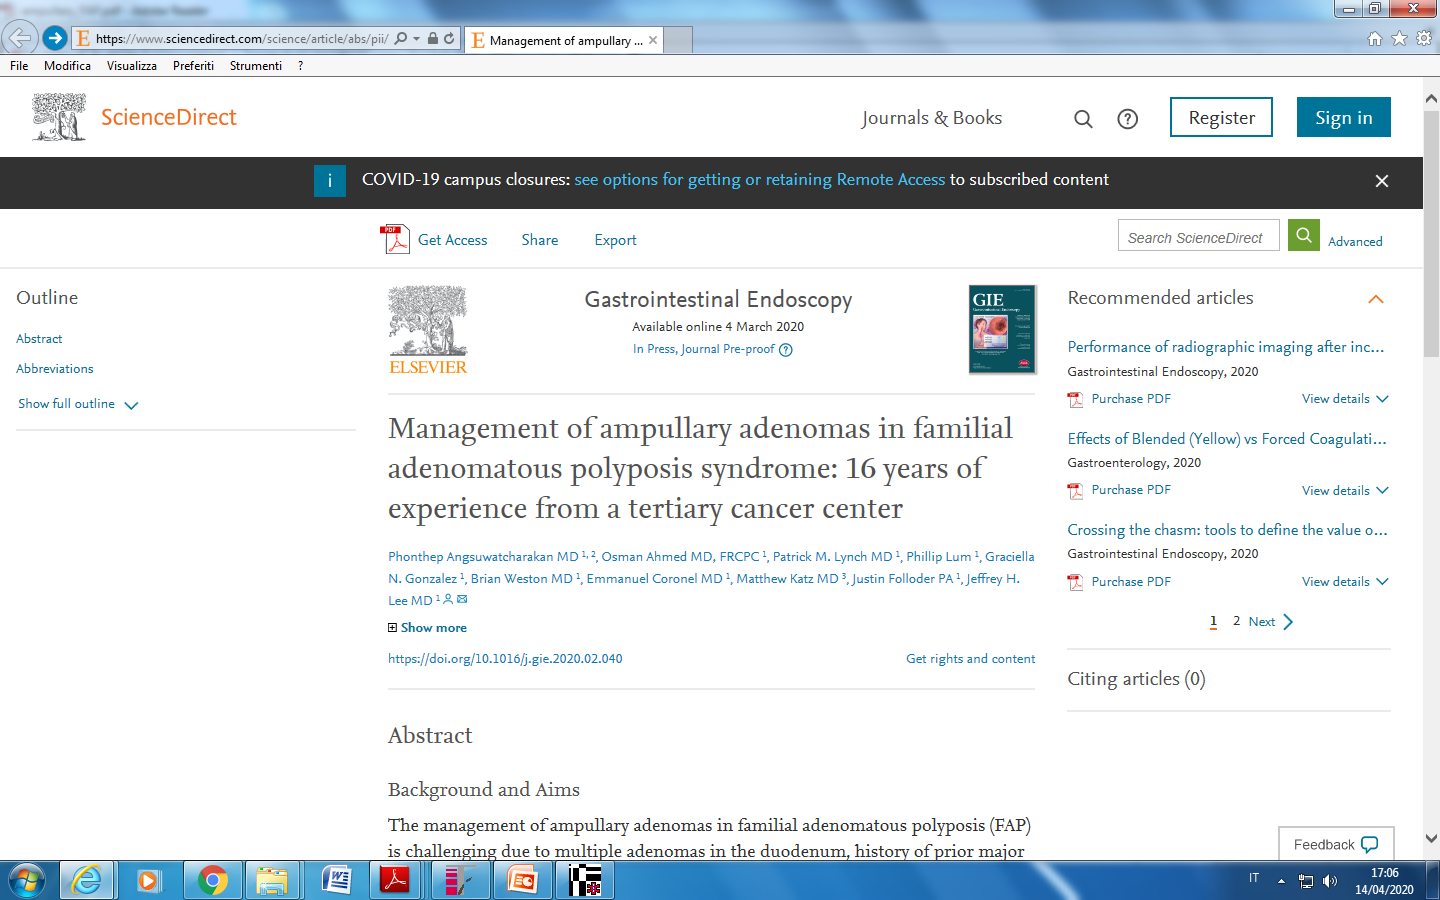 https://www.sciencedirect.com/science/article/abs/pii/
Management of ampullary ...
File Modifica Visualizza Preferiti Strumenti ?
ScienceDirect
Journals & Books
Register
Sign in
COVID-19 campus closures: see options for getting or retaining Remote Access to subscribed content
Get Access
Share
Export
Search ScienceDirect
Advanced
Outline
Abstract
Abbreviations
Show full outline
ELSEVIER
Gastrointestinal Endoscopy
Available online 4 March 2020
In Press, Journal Pre-proof
GIE
Management of ampullary adenomas in familial
adenomatous polyposis syndrome: 16 years of
experience from a tertiary cancer center
Phonthep Angsuwatcharakan MD 1, 2, Osman Ahmed MD, FRCPC 1, Patrick M. Lynch MD 1, Phillip Lum 1, Graciella
N. Gonzalez 1, Brian Weston MD 1, Emmanuel Coronel MD 1, Matthew Katz MD 3, Justin Folloder PA 1, Jeffrey H.
Lee MD 1
Show more
https://doi.org/10.1016/j.gie.2020.02.040
Get rights and content
Abstract
Background and Aims
The management of ampullary adenomas in familial adenomatous polyposis (FAP)
is challenging due to multiple adenomas in the duodenum, history of prior major
Recommended articles
Performance of radiographic imaging after inc...
Gastrointestinal Endoscopy, 2020
Purchase PDF
View details
Effects of Blended (Yellow) vs Forced Coagulati...
Gastroenterology, 2020
Purchase PDF
View details
Crossing the chasm: tools to define the value o...
Gastrointestinal Endoscopy, 2020
Purchase PDF
View details
1 2 Next
Citing articles (0)
Feedback
IT
17:06
14/04/2020